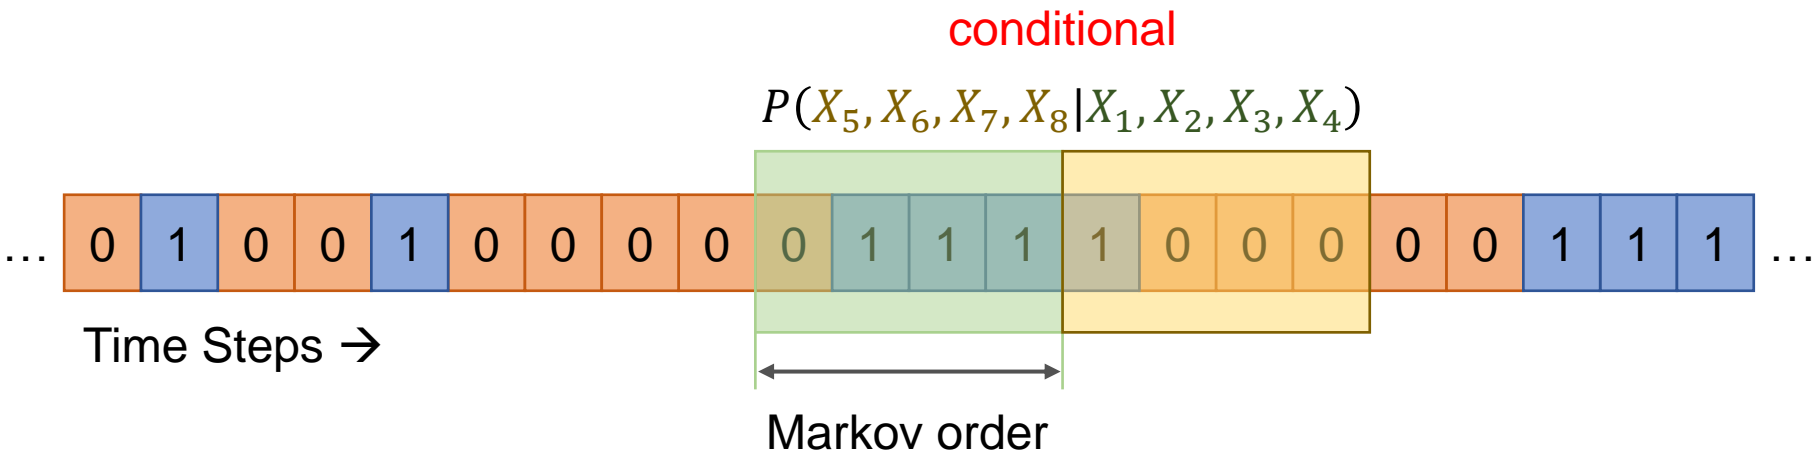 conditional
P(X₅, X₆, X₇, X₈|X₁, X₂, X₃, X₄)
... 0 1 0 0 1 0 0 0 0 0 1 1 1 1 0 0 0 0 0 1 1 1 ...
Time Steps →
Markov order